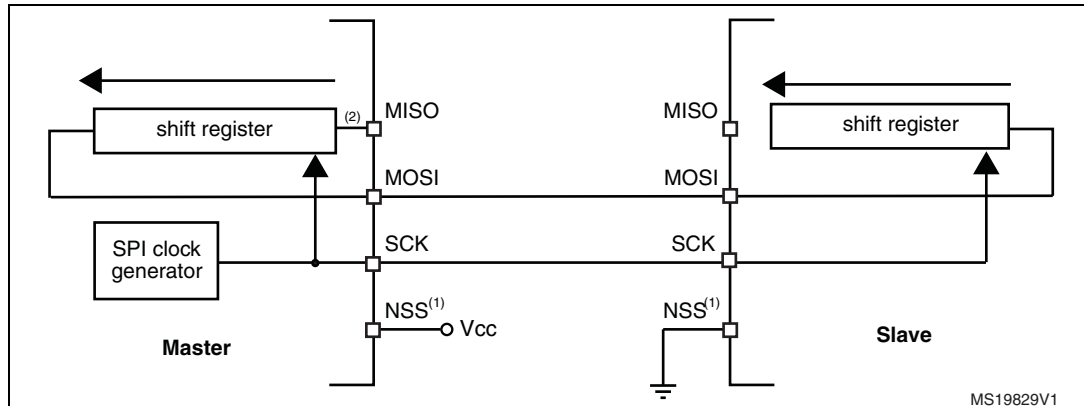 shift register
(2)
MISO
MISO
shift register
MOSI
MOSI
SPI clock
generator
SCK
SCK
NSS(1)
Vcc
NSS(1)
Master
Slave
MS19829V1